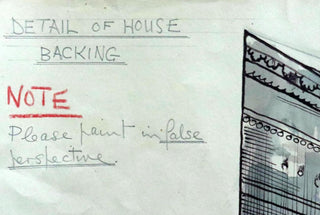 DETAIL OF HOUSE
BACKING
NOTE
Please paint in false
perspective.